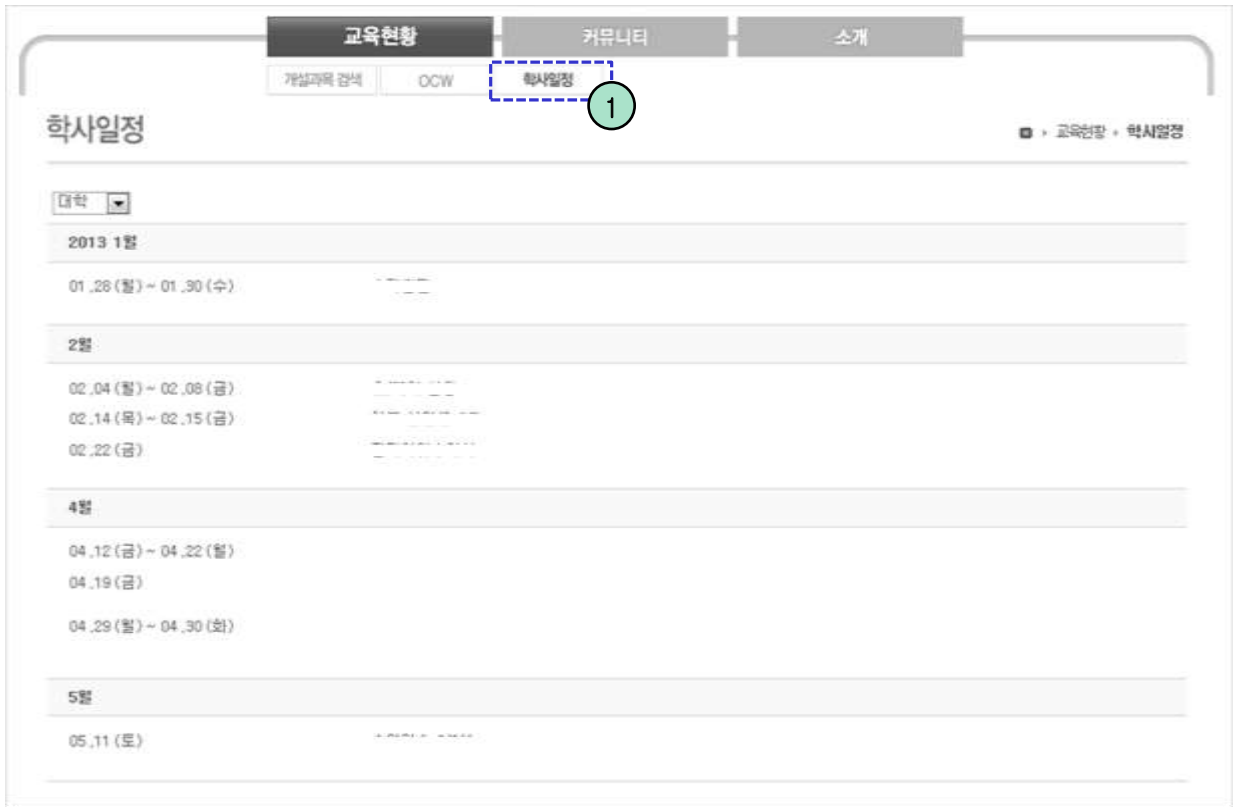 교육현황 커뮤니티 소개
개설과목 검색 OCW 학사일정
1
학사일정
› 교육현황 › 학사일정
대학
2013 1월
01.28(월)~01.30(수)
2월
02.04(월)~02.08(금)
02.14(목)~02.15(금)
02.22(금)
4월
04.12(금)~04.22(월)
04.19(금)
04.29(월)~04.30(화)
5월
05.11(토)